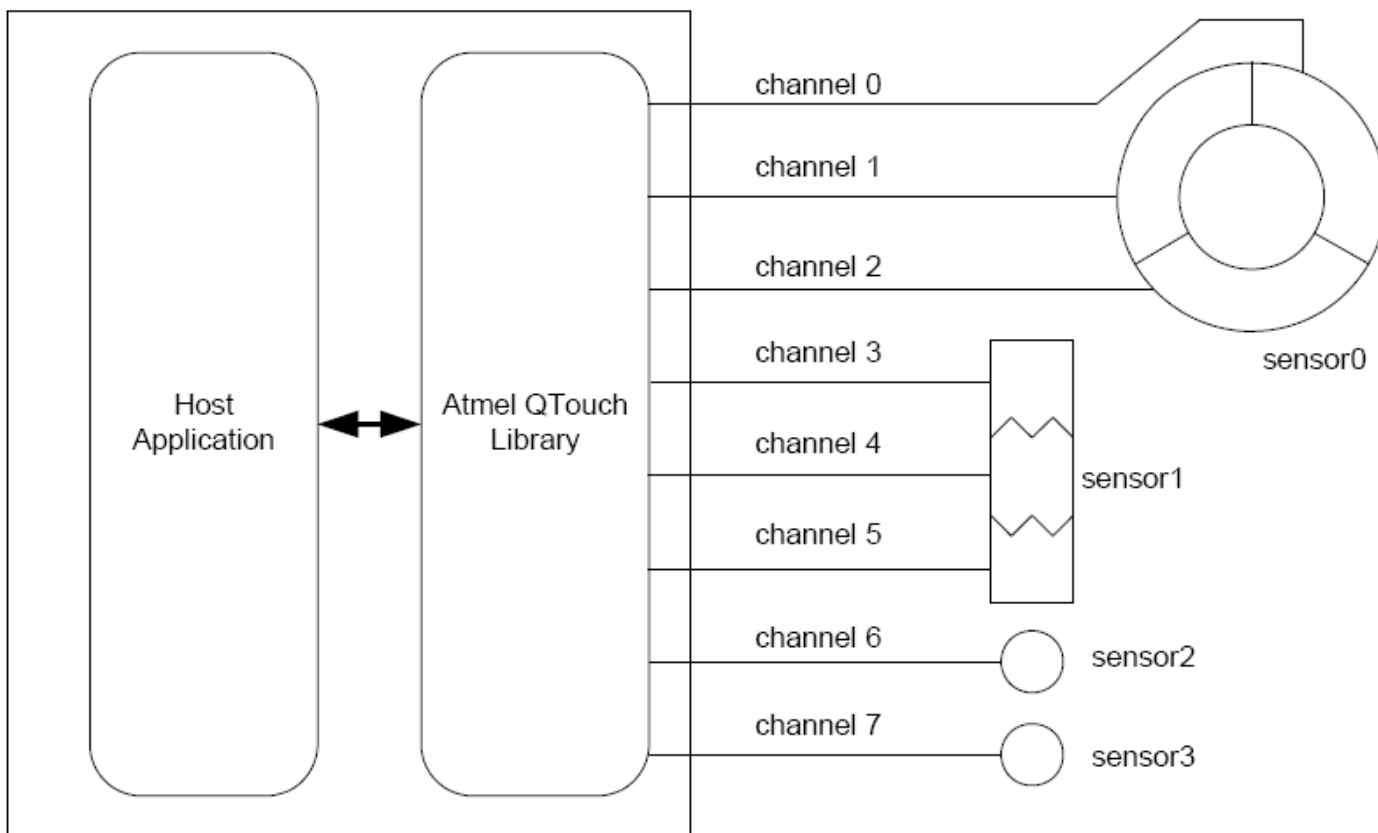 Host
Application
Atmel QTouch
Library
channel 0
channel 1
channel 2
channel 3
channel 4
channel 5
channel 6
channel 7
sensor0
sensor1
sensor2
sensor3